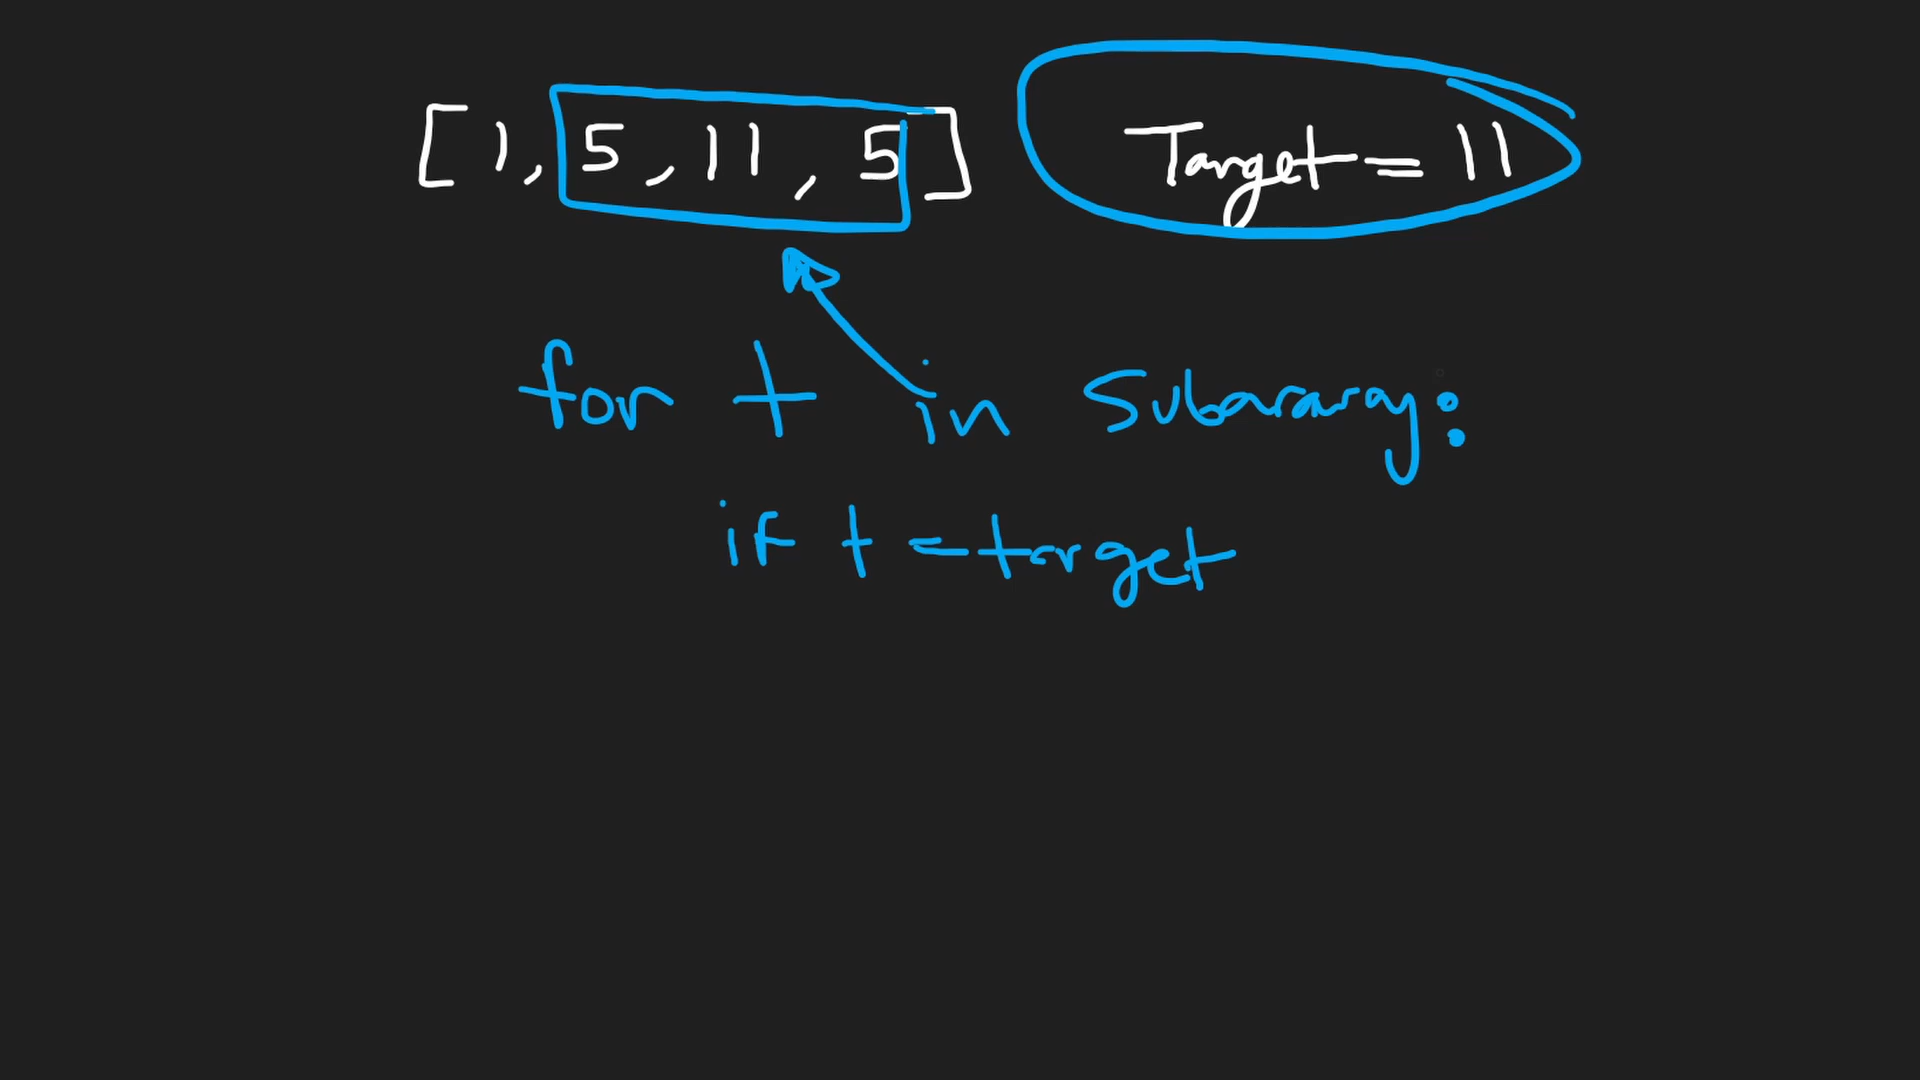 [1, 5, 11, 5] Target = 11
for t in Subarray:
if t = target